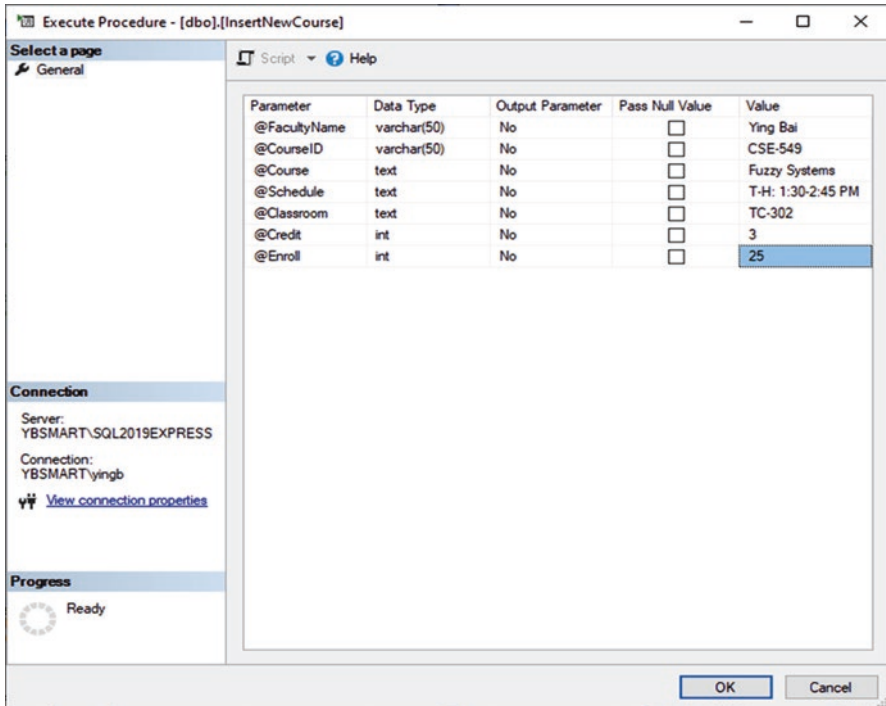 Execute Procedure - [dbo].[InsertNewCourse]
Select a page
General
Script
Help
Parameter Data Type Output Parameter Pass Null Value Value
@FacultyName varchar(50) No Ying Bai
@CourseID varchar(50) No CSE-549
@Course text No Fuzzy Systems
@Schedule text No T-H: 1:30-2:45 PM
@Classroom text No TC-302
@Credit int No 3
@Enroll int No 25
Connection
Server:
YBSMART\SQL2019EXPRESS
Connection:
YBSMART\yingb
View connection properties
Progress
Ready
OK
Cancel